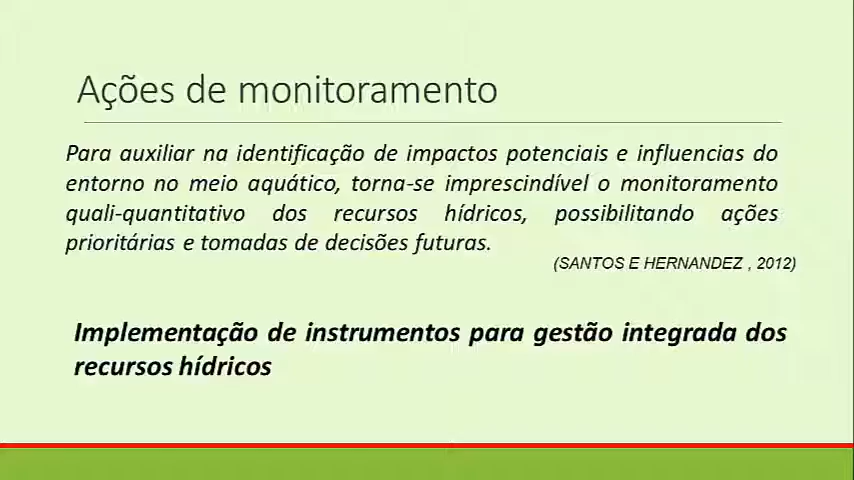 Ações de monitoramento
Para auxiliar na identificação de impactos potenciais e influencias do
entorno no meio aquático, torna-se imprescindível o monitoramento
quali-quantitativo dos recursos hídricos, possibilitando ações
prioritárias e tomadas de decisões futuras.
(SANTOS E HERNANDEZ , 2012)
Implementação de instrumentos para gestão integrada dos
recursos hídricos